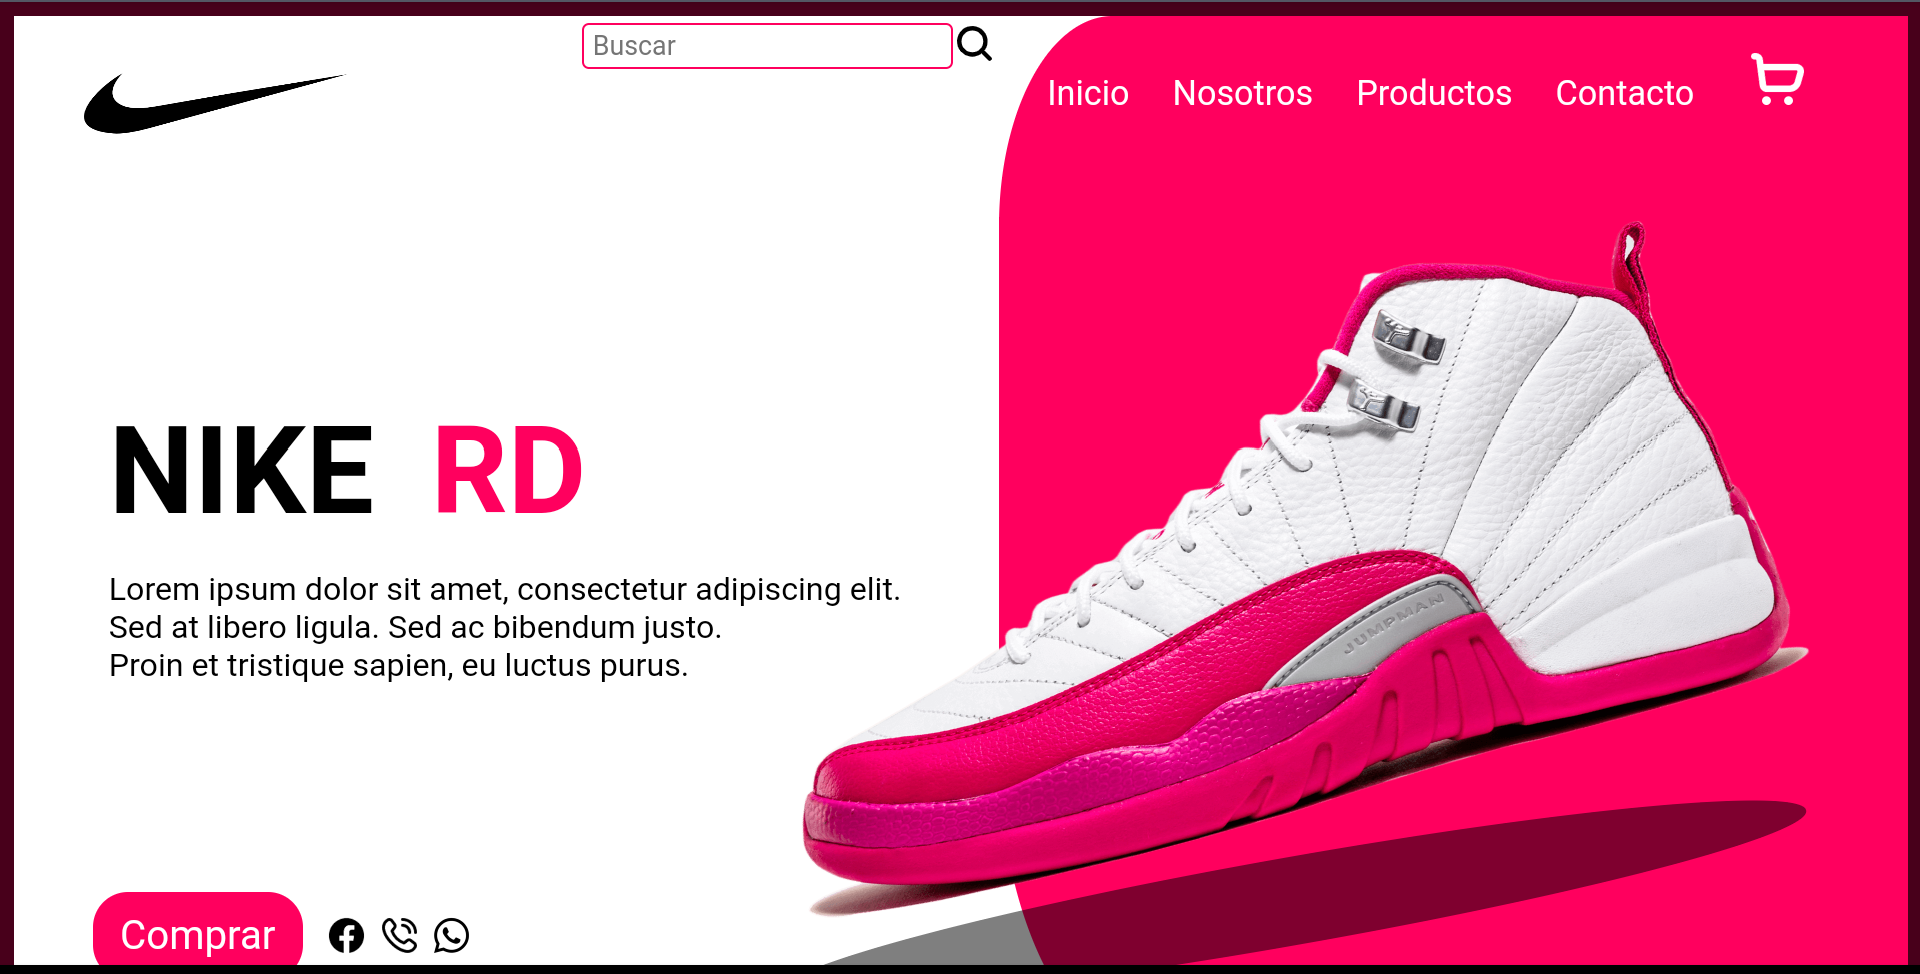 Buscar
Inicio Nosotros Productos Contacto
NIKE RD
Lorem ipsum dolor sit amet, consectetur adipiscing elit.
Sed at libero ligula. Sed ac bibendum justo.
Proin et tristique sapien, eu luctus purus.
JUMPMAN
Comprar